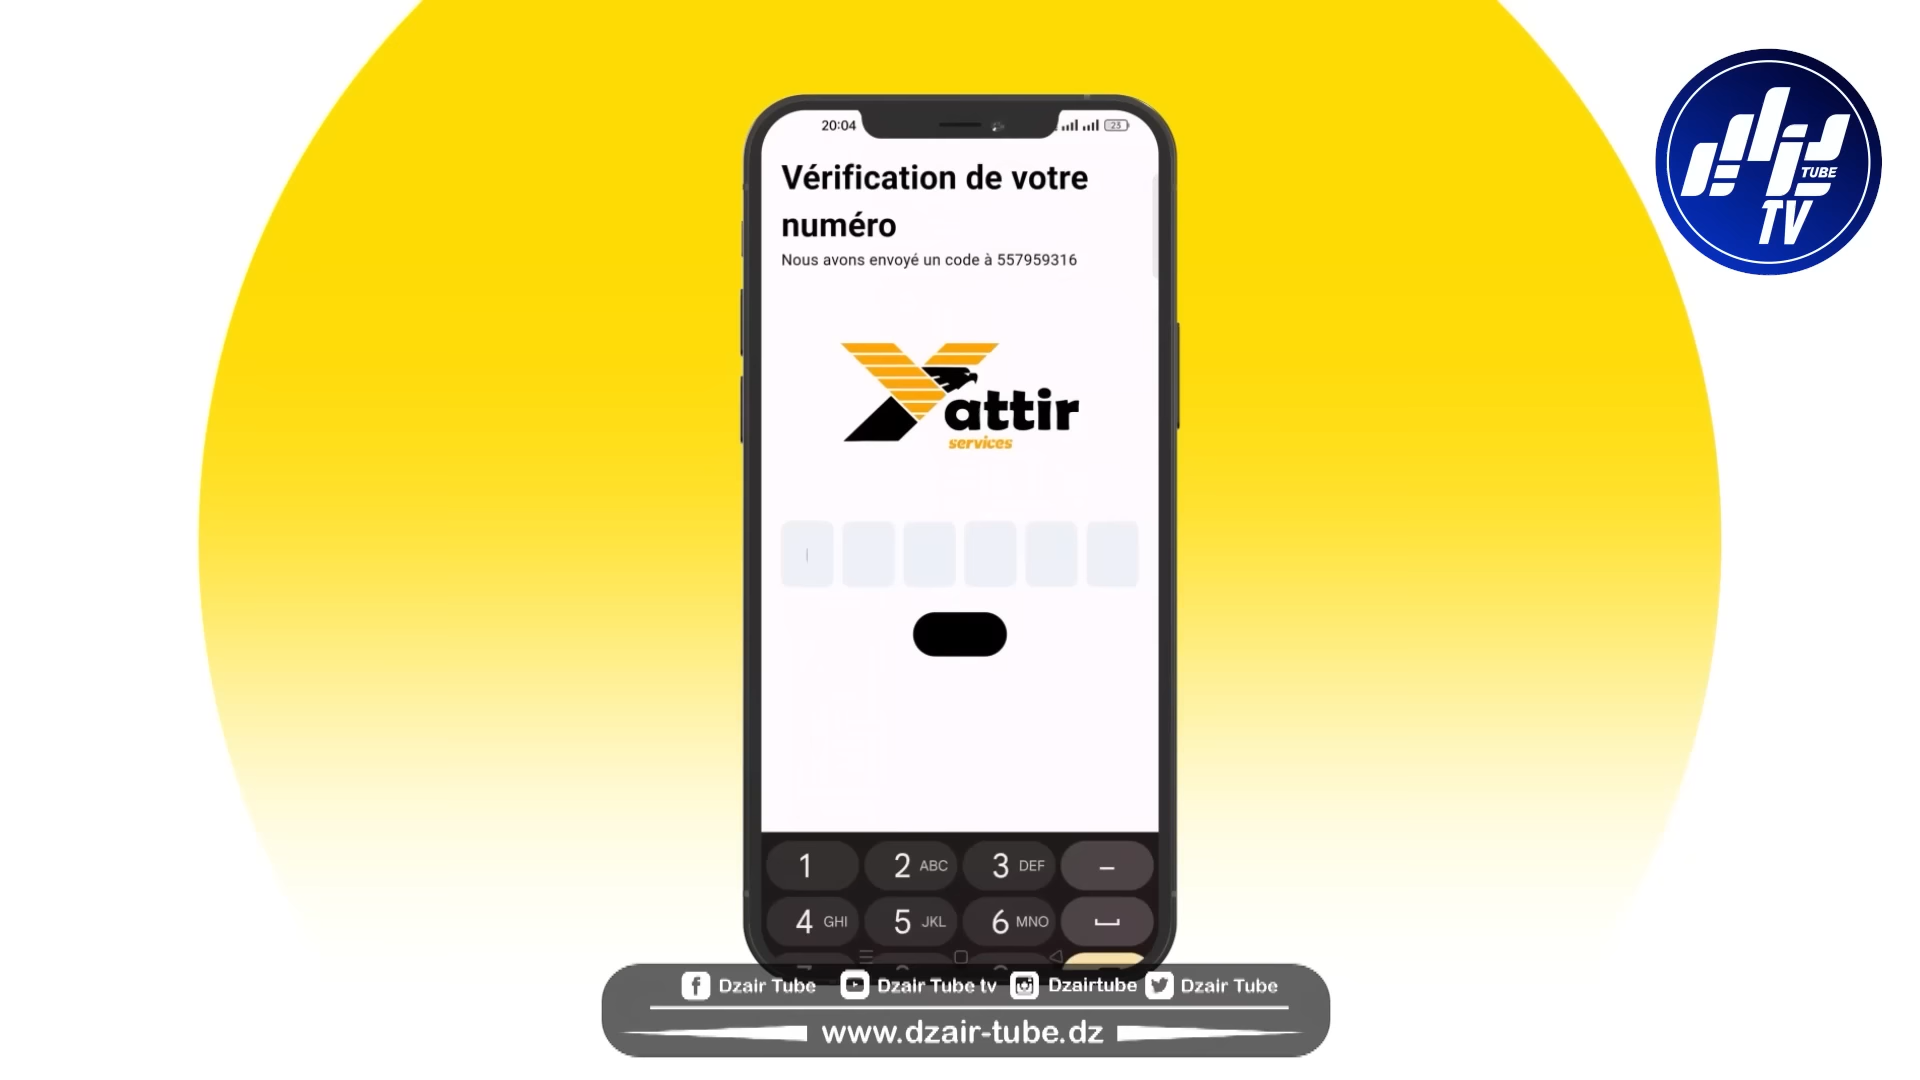 20:04
23
Vérification de votre
numéro
Nous avons envoyé un code à 557959316
Yattir
services
1 2 ABC 3 DEF –
4 GHI 5 JKL 6 MNO
Dzair Tube Dzair Tube tv Dzairtube Dzair Tube
www.dzair-tube.dz
TUBE
TV